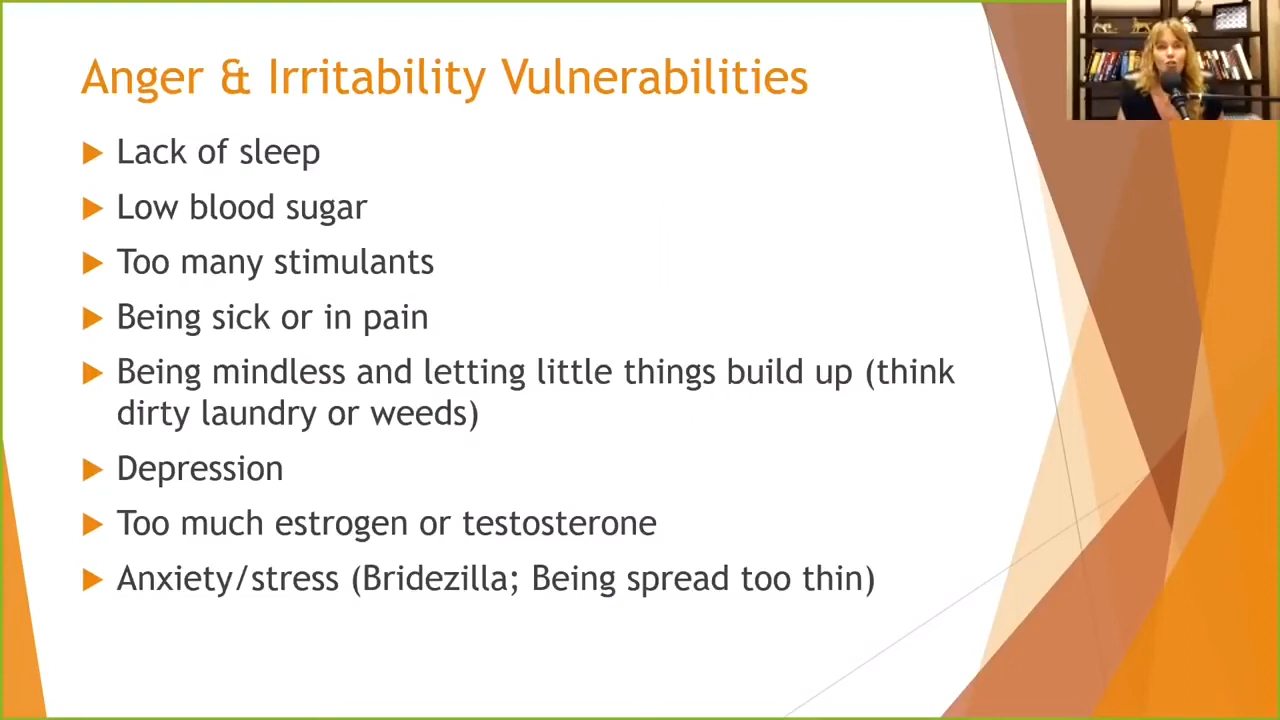 Anger & Irritability Vulnerabilities
Lack of sleep
Low blood sugar
Too many stimulants
Being sick or in pain
Being mindless and letting little things build up (think
dirty laundry or weeds)
Depression
Too much estrogen or testosterone
Anxiety/stress (Bridezilla; Being spread too thin)